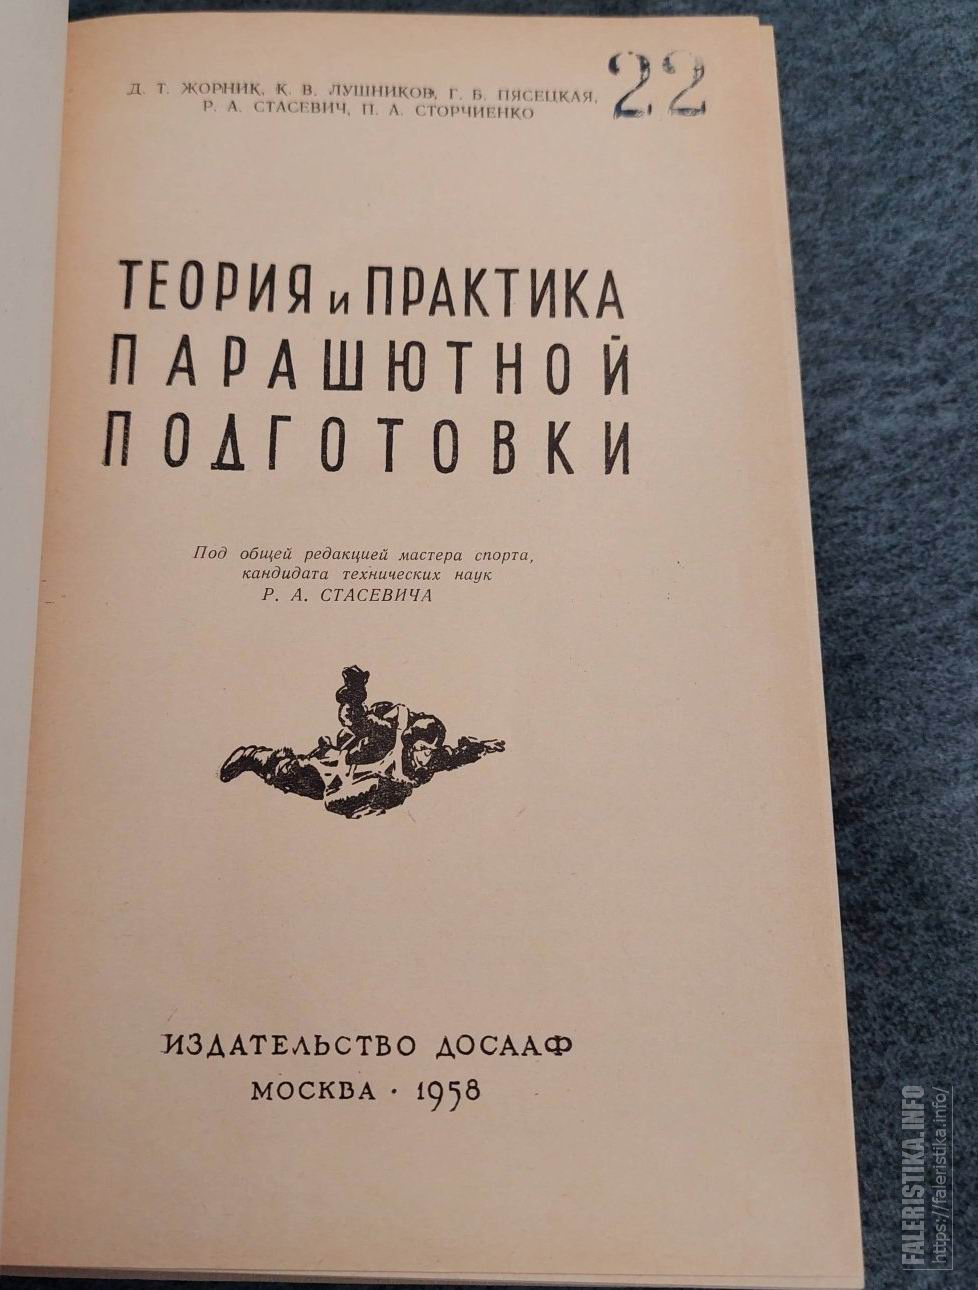 Д. Т. ЖОРНИК, К. В. ЛУШНИКОВ, Г. Б. ПЯСЕЦКАЯ,
Р. А. СТАСЕВИЧ, П. А. СТОРЧИЕНКО
22
ТЕОРИЯ и ПРАКТИКА
ПАРАШЮТНОЙ
ПОДГОТОВКИ
Под общей редакцией мастера спорта,
кандидата технических наук
Р. А. СТАСЕВИЧА
ИЗДАТЕЛЬСТВО ДОСААФ
МОСКВА · 1958
FALERISTIKA.INFO
https://faleristika.info/